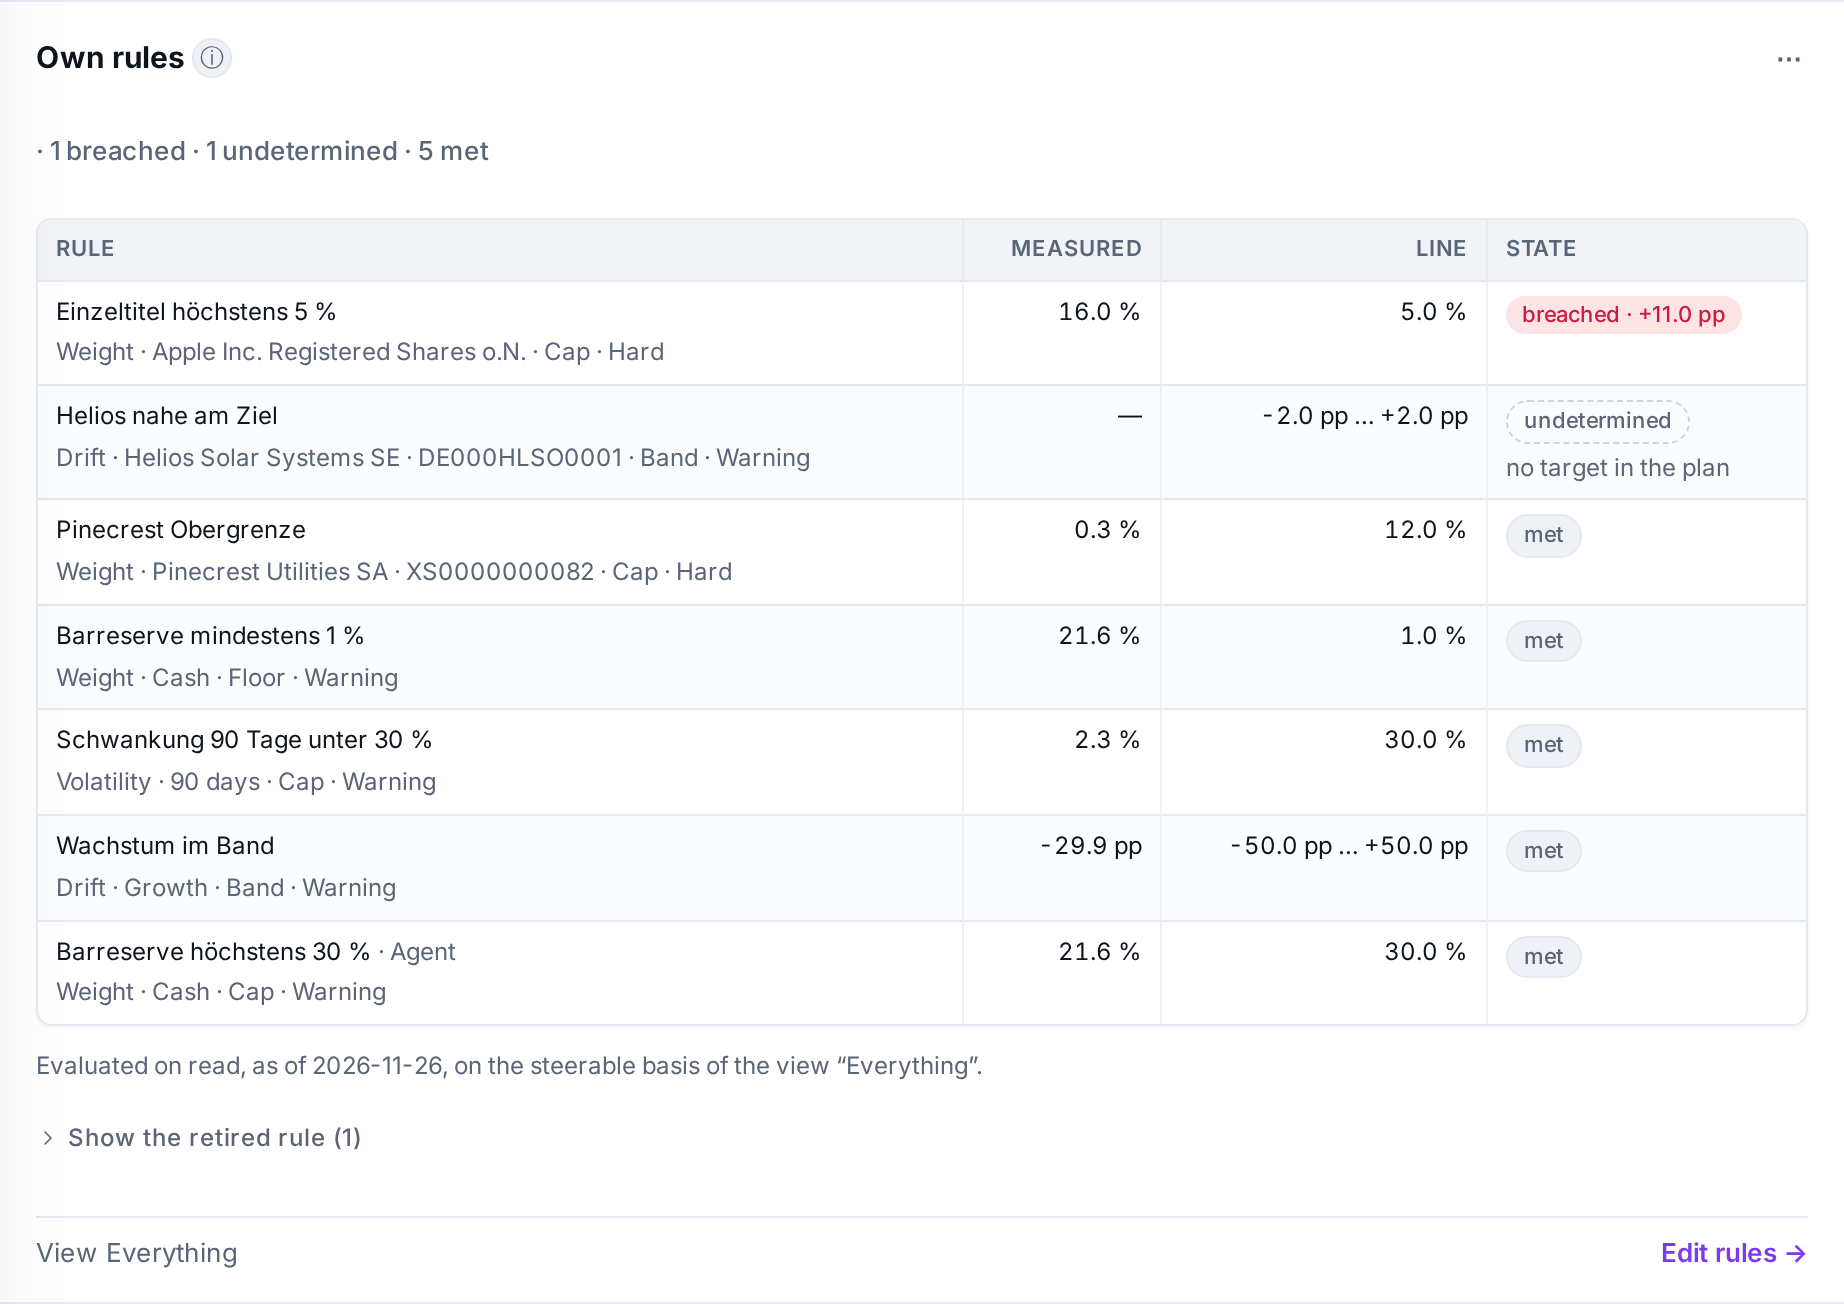 Own rules ⓘ ...
· 1 breached · 1 undetermined · 5 met
RULE MEASURED LINE STATE
Einzeltitel höchstens 5 % 16.0 % 5.0 % breached · +11.0 pp
Weight · Apple Inc. Registered Shares o.N. · Cap · Hard
Helios nahe am Ziel — -2.0 pp ... +2.0 pp undetermined
Drift · Helios Solar Systems SE · DE000HLSO0001 · Band · Warning no target in the plan
Pinecrest Obergrenze 0.3 % 12.0 % met
Weight · Pinecrest Utilities SA · XS0000000082 · Cap · Hard
Barreserve mindestens 1 % 21.6 % 1.0 % met
Weight · Cash · Floor · Warning
Schwankung 90 Tage unter 30 % 2.3 % 30.0 % met
Volatility · 90 days · Cap · Warning
Wachstum im Band -29.9 pp -50.0 pp ... +50.0 pp met
Drift · Growth · Band · Warning
Barreserve höchstens 30 % · Agent 21.6 % 30.0 % met
Weight · Cash · Cap · Warning
Evaluated on read, as of 2026-11-26, on the steerable basis of the view “Everything”.
> Show the retired rule (1)
View Everything Edit rules →